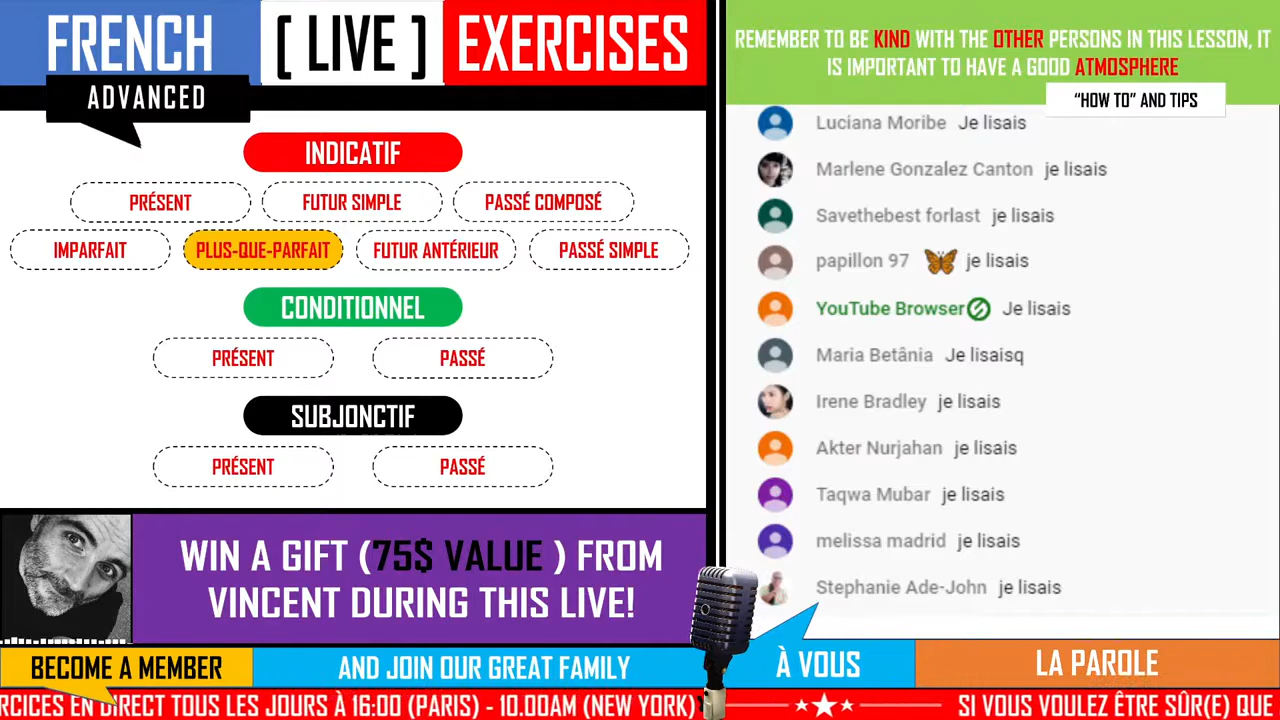 FRENCH [ LIVE ] EXERCISES
ADVANCED
INDICATIF
PRÉSENT FUTUR SIMPLE PASSÉ COMPOSÉ
IMPARFAIT PLUS-QUE-PARFAIT FUTUR ANTÉRIEUR PASSÉ SIMPLE
CONDITIONNEL
PRÉSENT PASSÉ
SUBJONCTIF
PRÉSENT PASSÉ
WIN A GIFT (75$ VALUE ) FROM
VINCENT DURING THIS LIVE!
BECOME A MEMBER AND JOIN OUR GREAT FAMILY
REMEMBER TO BE KIND WITH THE OTHER PERSONS IN THIS LESSON, IT
IS IMPORTANT TO HAVE A GOOD ATMOSPHERE
“HOW TO” AND TIPS
Luciana Moribe Je lisais
Marlene Gonzalez Canton je lisais
Savethebest forlast je lisais
papillon 97 je lisais
YouTube Browser Je lisais
Maria Betânia Je lisaisq
Irene Bradley je lisais
Akter Nurjahan je lisais
Taqwa Mubar je lisais
melissa madrid je lisais
Stephanie Ade-John je lisais
À VOUS LA PAROLE
RCICES EN DIRECT TOUS LES JOURS À 16:00 (PARIS) - 10.00AM (NEW YORK) SI VOUS VOULEZ ÊTRE SÛR(E) QUE